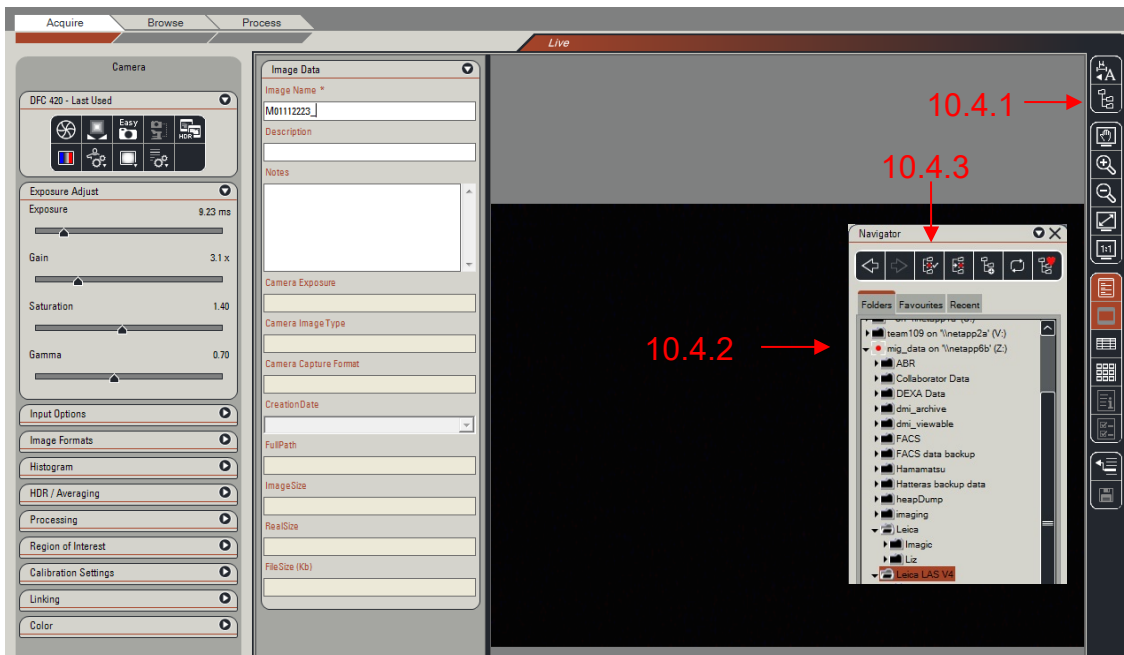 Acquire Browse Process
Live
Camera
DFC 420 - Last Used
Easy
HDR
Exposure Adjust
Exposure 9.23 ms
Gain 3.1 x
Saturation 1.40
Gamma 0.70
Input Options
Image Formats
Histogram
HDR / Averaging
Processing
Region of Interest
Calibration Settings
Linking
Color
Image Data
Image Name *
M01112223_
Description
Notes
Camera Exposure
Camera Image Type
Camera Capture Format
Creation Date
FullPath
ImageSize
RealSize
FileSize (Kb)
10.4.1
10.4.3
10.4.2
Navigator
Folders Favourites Recent
team109 on '\\netapp2a' (V:)
mig_data on '\\netapp6b' (Z:)
ABR
Collaborator Data
DEXA Data
dmi_archive
dmi_viewable
FACS
FACS data backup
Hamamatsu
Hatteras backup data
heapDump
imaging
Leica
Imagic
Liz
Leica LAS V4
A
1:1